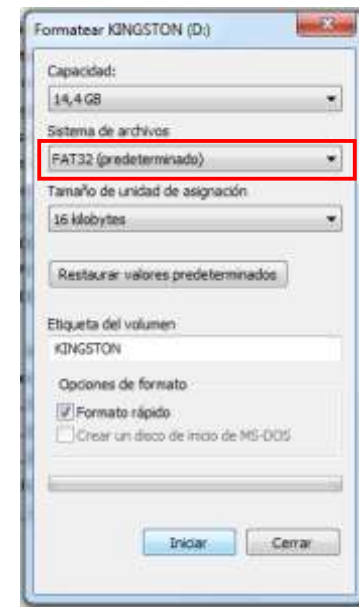 Formatear KINGSTON (D:)
Capacidad:
14,4 GB
Sistema de archivos
FAT32 (predeterminado)
Tamaño de unidad de asignación
16 kilobytes
Restaurar valores predeterminados
Etiqueta del volumen
KINGSTON
Opciones de formato
Formato rápido
Crear un disco de inicio de MS-DOS
Iniciar Cerrar